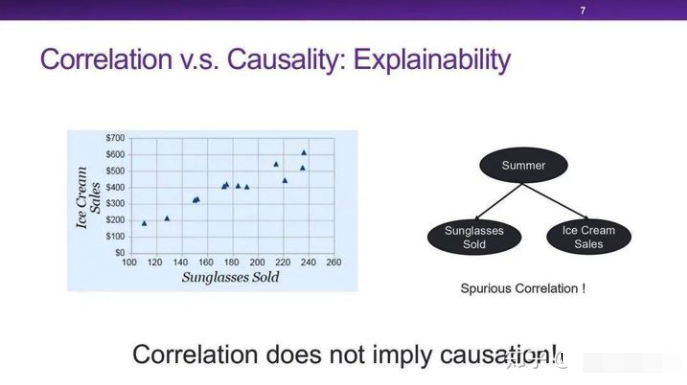 7
Correlation v.s. Causality: Explainability
$700
$600
$500
$400
$300
$200
$100
$0
Ice Cream
Sales
100 120 140 160 180 200 220 240 260
Sunglasses Sold
Summer
Sunglasses
Sold
Ice Cream
Sales
Spurious Correlation !
Correlation does not imply causation!
知乎 @